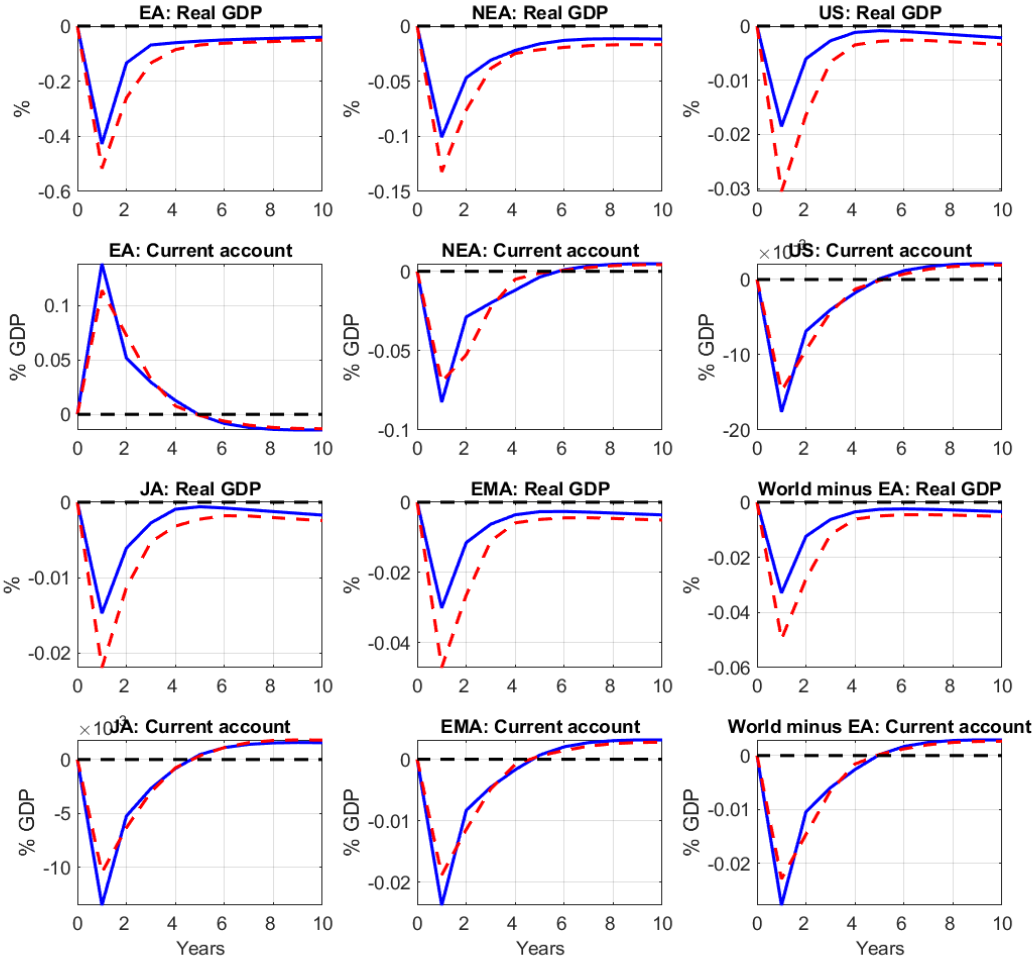 EA: Real GDP NEA: Real GDP US: Real GDP
0 0 0
-0.2 -0.05 -0.01
% -0.4 -0.1 % -0.02
-0.6 -0.15 -0.03
0 2 4 6 8 10 0 2 4 6 8 10 0 2 4 6 8 10
EA: Current account NEA: Current account ×10 US: Current account
0.1 0 0
% GDP 0.05 % GDP -0.05 % GDP -10
0 -0.1 -20
0 2 4 6 8 10 0 2 4 6 8 10 0 2 4 6 8 10
JA: Real GDP EMA: Real GDP World minus EA: Real GDP
0 0 0
% -0.01 -0.02 % -0.02
-0.02 -0.04 -0.04
-0.06
0 2 4 6 8 10 0 2 4 6 8 10 0 2 4 6 8 10
×10 JA: Current account EMA: Current account World minus EA: Current account
0 0 0
% GDP -5 % GDP -0.01 % GDP -0.01
-10 -0.02 -0.02
0 2 4 6 8 10 0 2 4 6 8 10 0 2 4 6 8 10
Years Years Years